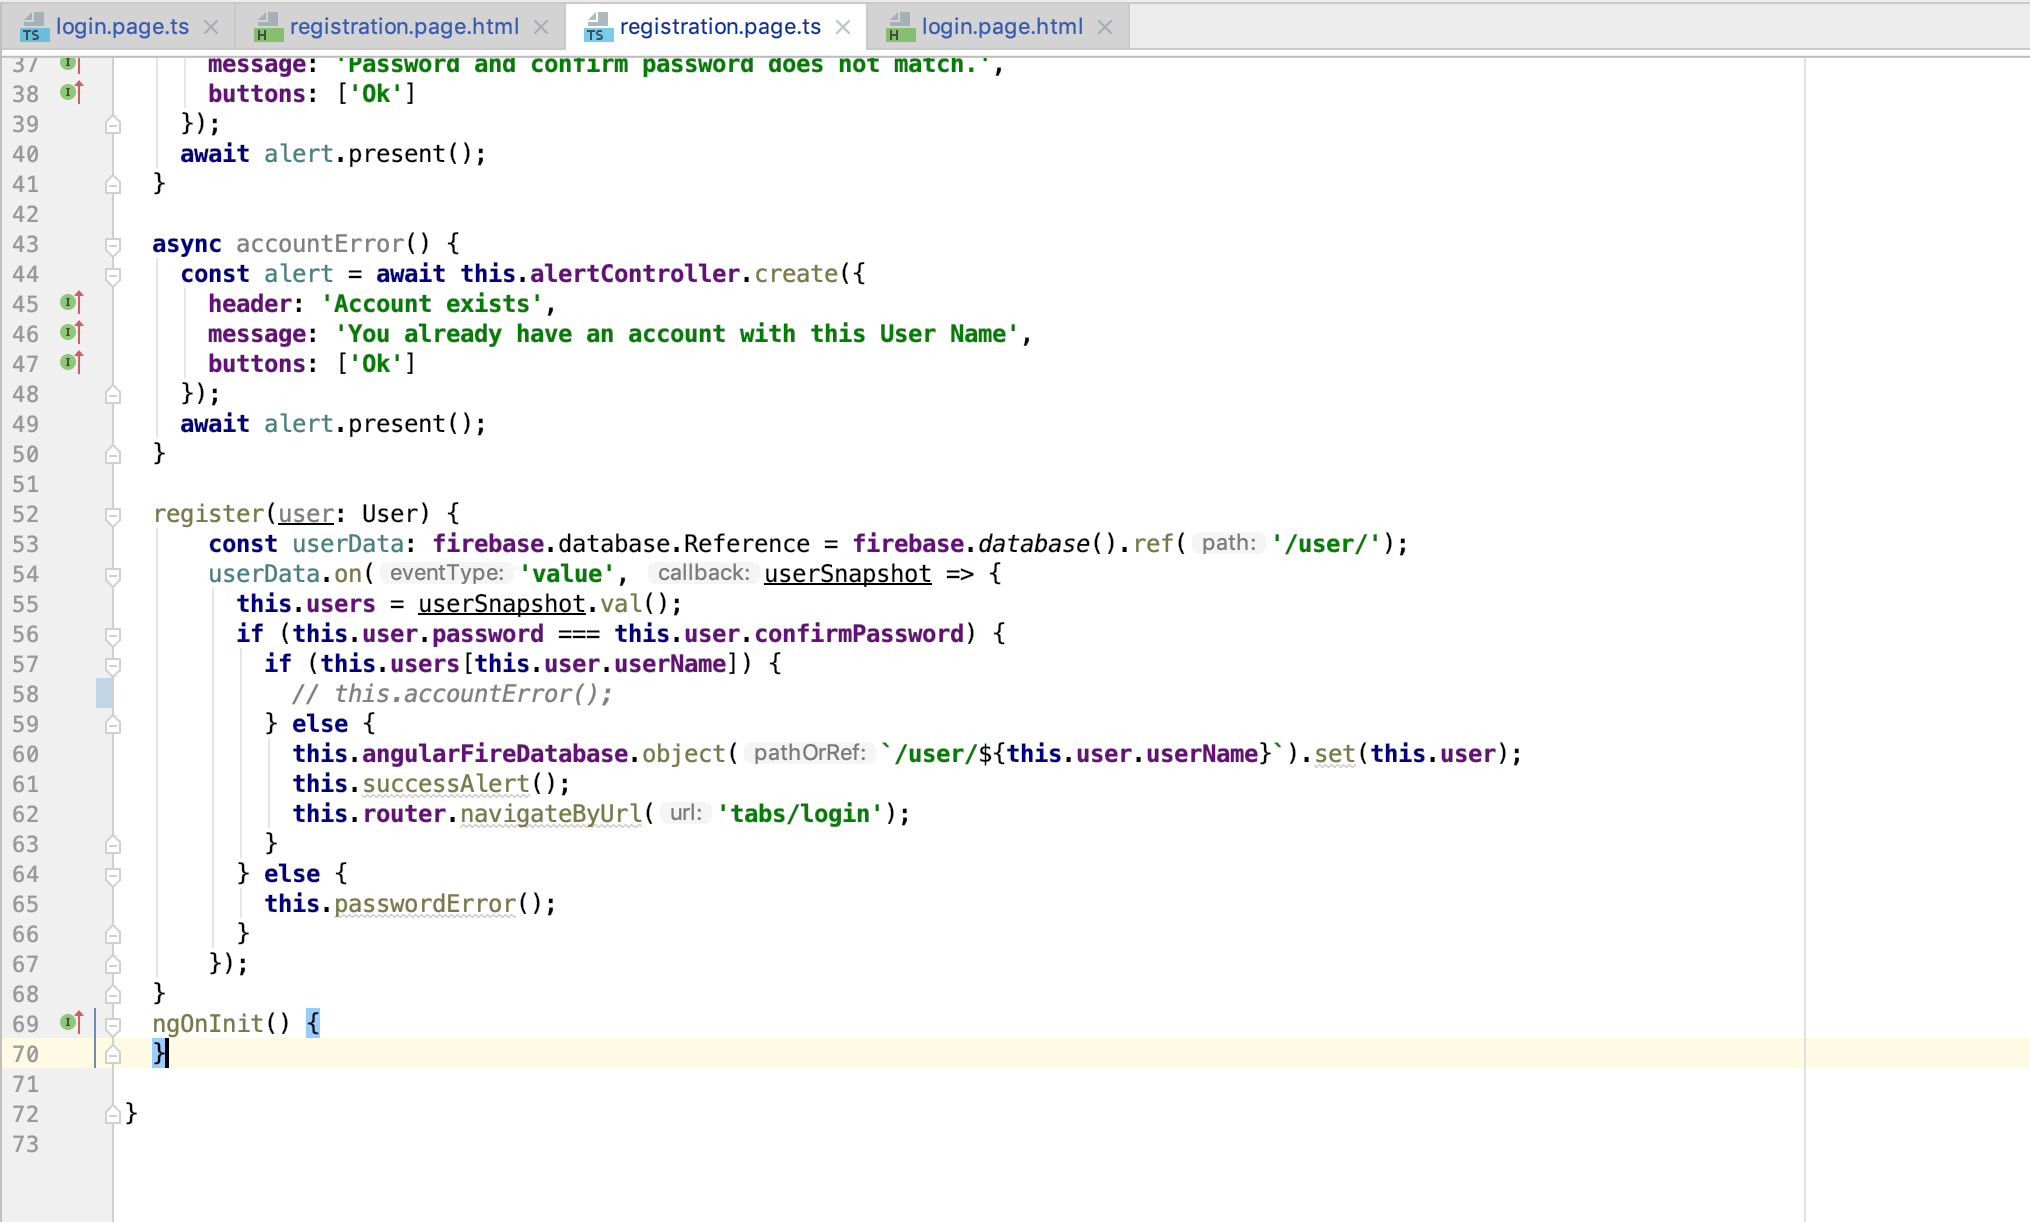 login.page.ts registration.page.html registration.page.ts login.page.html
37 message: 'Password and confirm password does not match.',
38 buttons: ['Ok']
39 });
40 await alert.present();
41 }
42
43 async accountError() {
44 const alert = await this.alertController.create({
45 header: 'Account exists',
46 message: 'You already have an account with this User Name',
47 buttons: ['Ok']
48 });
49 await alert.present();
50 }
51
52 register(user: User) {
53 const userData: firebase.database.Reference = firebase.database().ref( path: '/user/');
54 userData.on( eventType: 'value', callback: userSnapshot => {
55 this.users = userSnapshot.val();
56 if (this.user.password === this.user.confirmPassword) {
57 if (this.users[this.user.userName]) {
58 // this.accountError();
59 } else {
60 this.angularFireDatabase.object( pathOrRef: `/user/${this.user.userName}`).set(this.user);
61 this.successAlert();
62 this.router.navigateByUrl( url: 'tabs/login');
63 }
64 } else {
65 this.passwordError();
66 }
67 });
68 }
69 ngOnInit() {
70 }
71
72 }
73